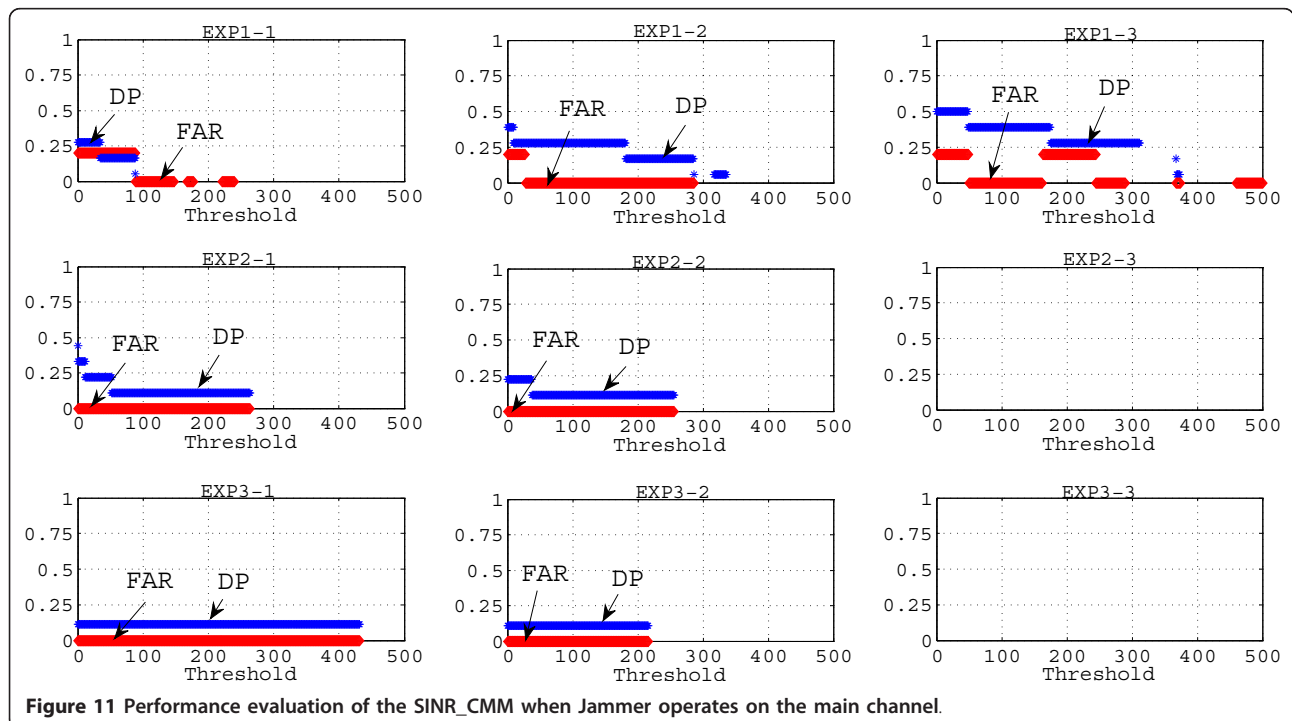 EXP1-1
1
0.75
0.5
0.25
0
DP
FAR
0 100 200 300 400 500
Threshold
EXP1-2
1
0.75
0.5
0.25
0
FAR
DP
0 100 200 300 400 500
Threshold
EXP1-3
1
0.75
0.5
0.25
0
FAR
DP
0 100 200 300 400 500
Threshold
EXP2-1
1
0.75
0.5
0.25
0
FAR
DP
0 100 200 300 400 500
Threshold
EXP2-2
1
0.75
0.5
0.25
0
FAR
DP
0 100 200 300 400 500
Threshold
EXP2-3
1
0.75
0.5
0.25
0
0 100 200 300 400 500
Threshold
EXP3-1
1
0.75
0.5
0.25
0
FAR
DP
0 100 200 300 400 500
Threshold
EXP3-2
1
0.75
0.5
0.25
0
FAR
DP
0 100 200 300 400 500
Threshold
EXP3-3
1
0.75
0.5
0.25
0
0 100 200 300 400 500
Threshold
Figure 11 Performance evaluation of the SINR_CMM when Jammer operates on the main channel.